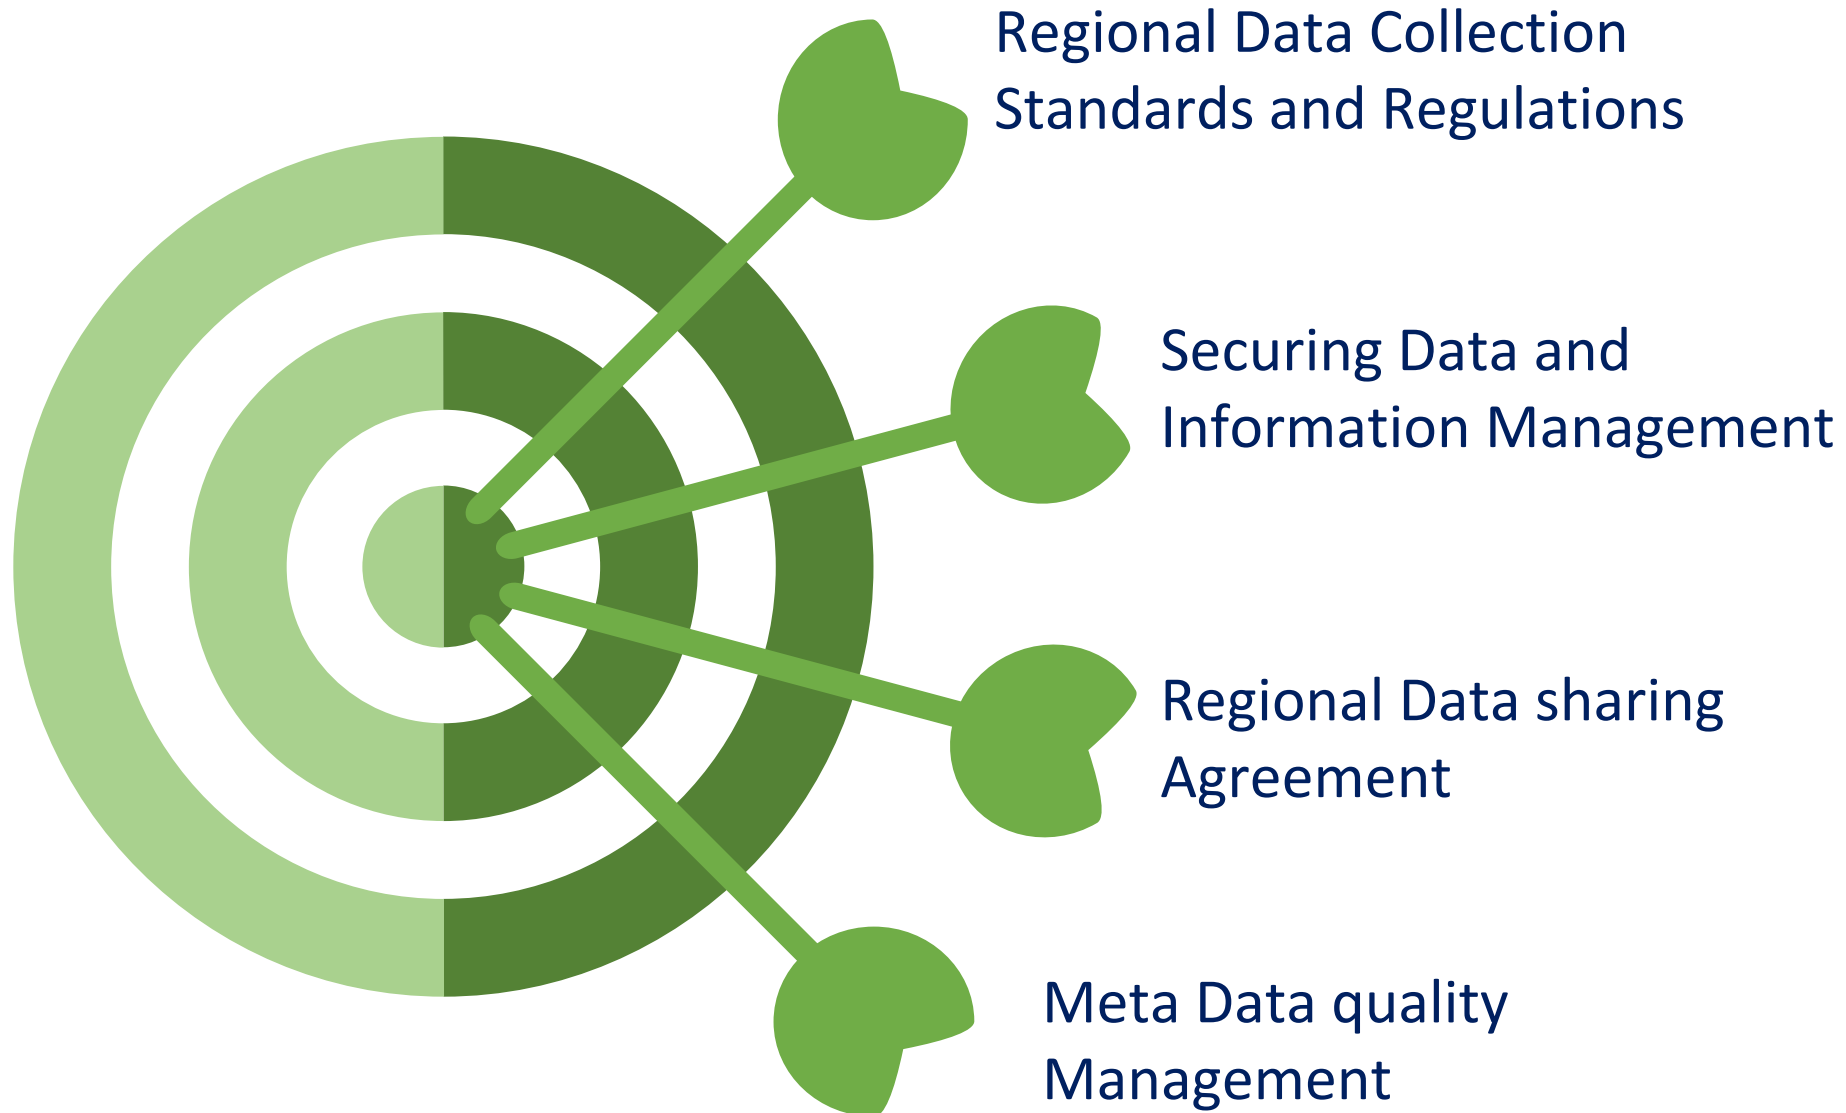 Regional Data Collection
Standards and Regulations
Securing Data and
Information Management
Regional Data sharing
Agreement
Meta Data quality
Management